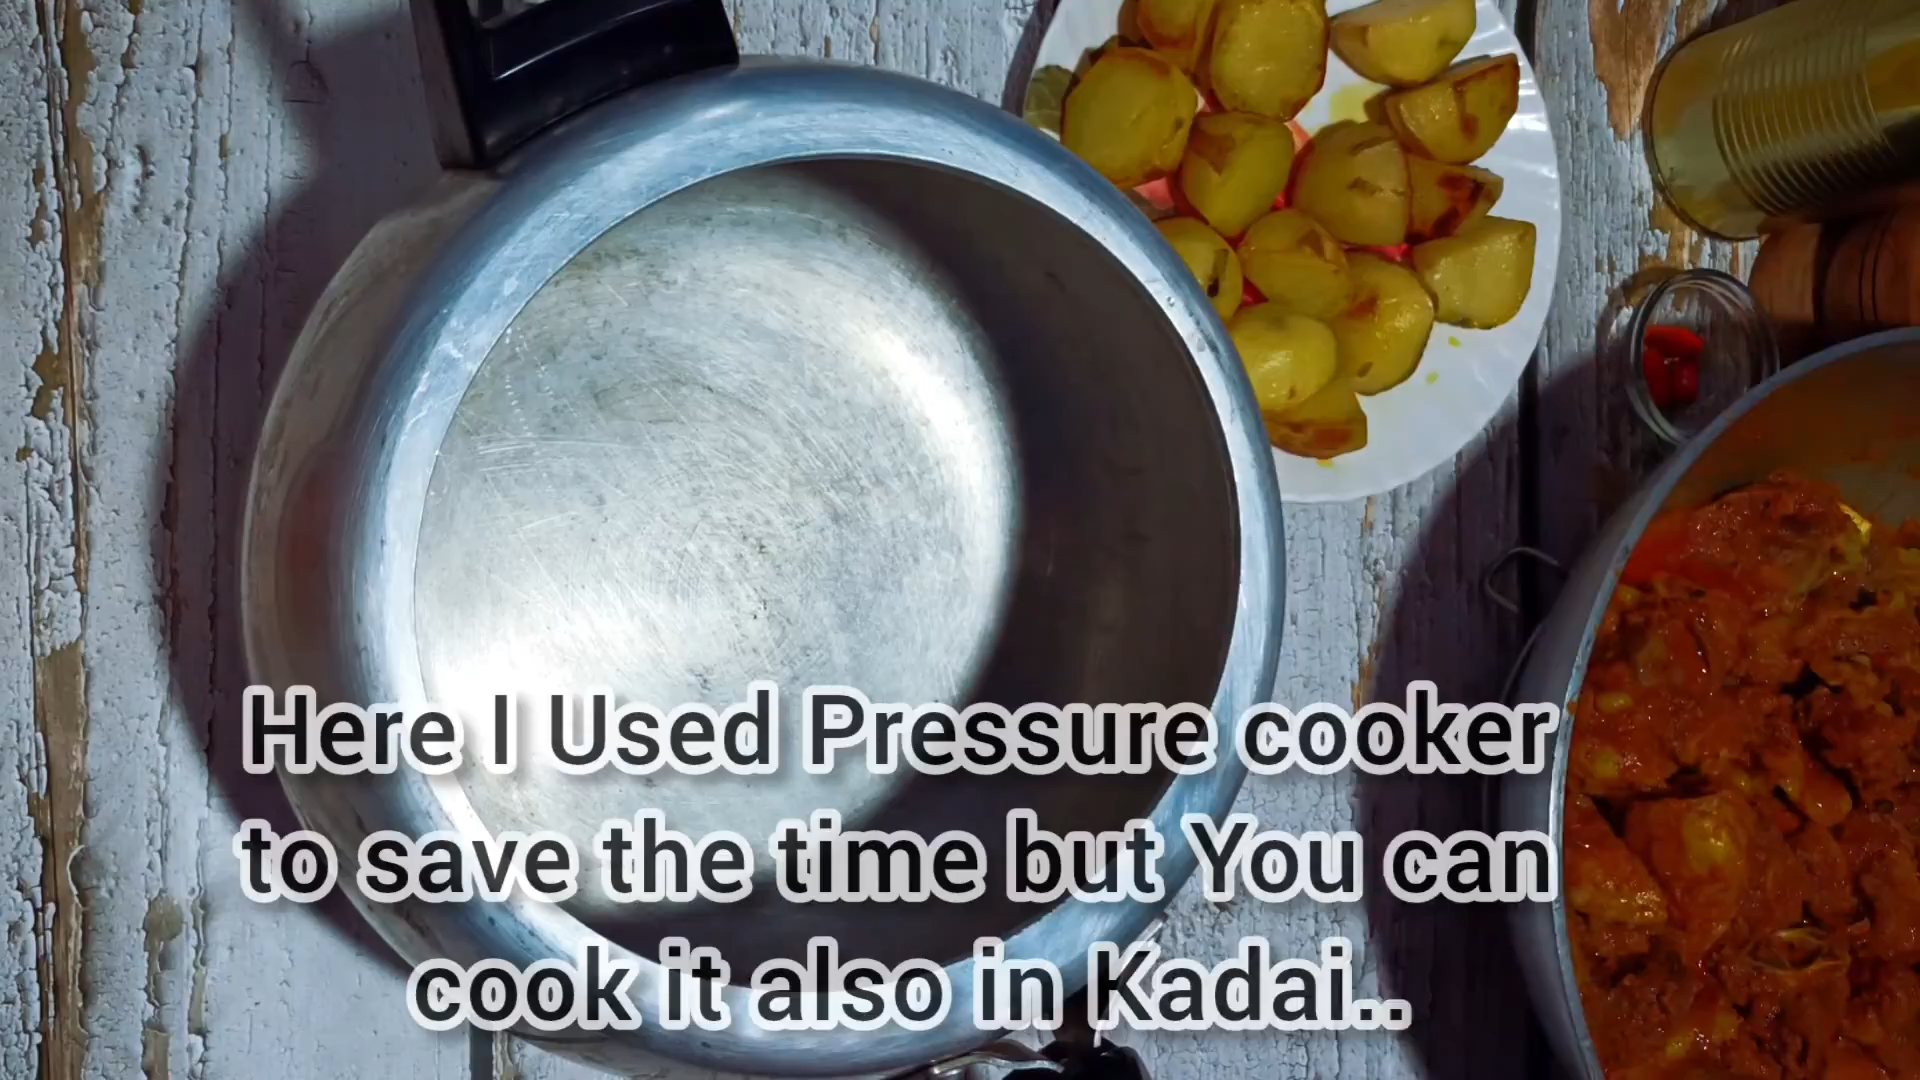 Here I Used Pressure cooker
to save the time but You can
cook it also in Kadai..